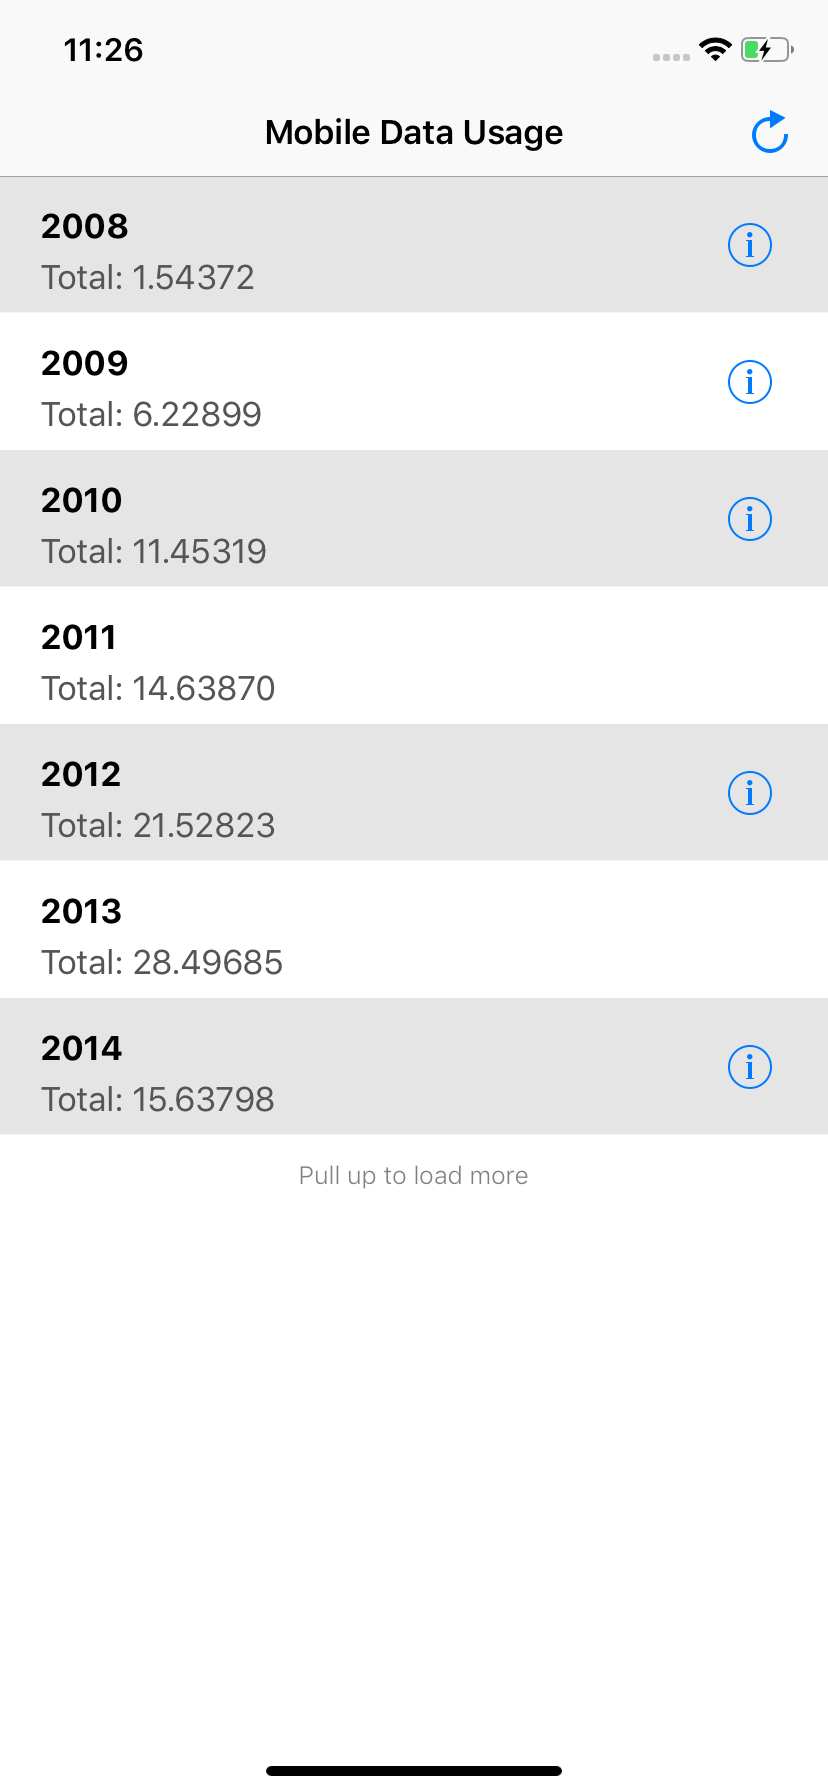 11:26
Mobile Data Usage
2008
Total: 1.54372
2009
Total: 6.22899
2010
Total: 11.45319
2011
Total: 14.63870
2012
Total: 21.52823
2013
Total: 28.49685
2014
Total: 15.63798
Pull up to load more